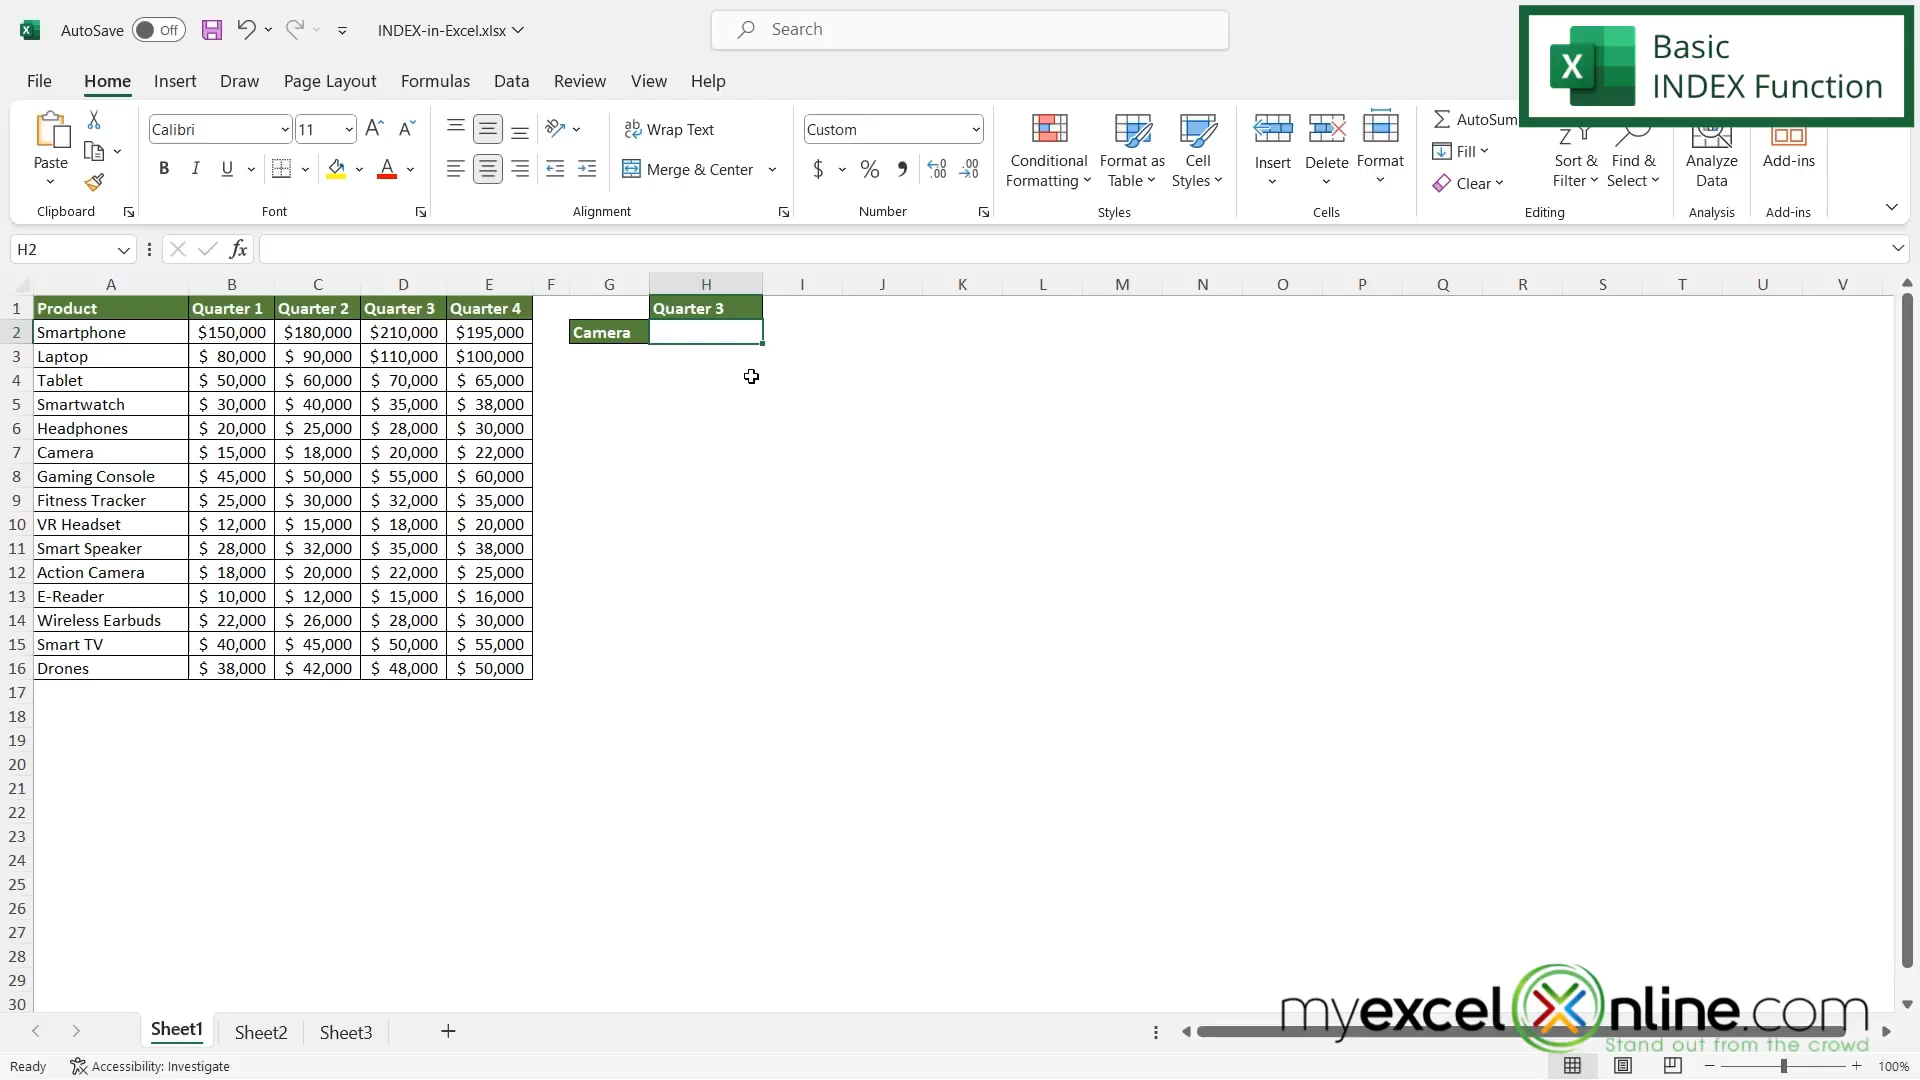 AutoSave Off INDEX-in-Excel.xlsx Search
Basic
INDEX Function
File Home Insert Draw Page Layout Formulas Data Review View Help
Paste
Calibri 11
B I U
Wrap Text
Merge & Center
Custom
$ %
Conditional
Formatting
Format as
Table
Cell
Styles
Insert Delete Format
AutoSum
Fill
Clear
Sort &
Filter
Find &
Select
Analyze
Data
Add-ins
Clipboard Font Alignment Number Styles Cells Editing Analysis Add-ins
H2 fx
A B C D E F G H I J K L M N O P Q R S T U V
1 Product Quarter 1 Quarter 2 Quarter 3 Quarter 4 Quarter 3
2 Smartphone $150,000 $180,000 $210,000 $195,000 Camera
3 Laptop $ 80,000 $ 90,000 $110,000 $100,000
4 Tablet $ 50,000 $ 60,000 $ 70,000 $ 65,000
5 Smartwatch $ 30,000 $ 40,000 $ 35,000 $ 38,000
6 Headphones $ 20,000 $ 25,000 $ 28,000 $ 30,000
7 Camera $ 15,000 $ 18,000 $ 20,000 $ 22,000
8 Gaming Console $ 45,000 $ 50,000 $ 55,000 $ 60,000
9 Fitness Tracker $ 25,000 $ 30,000 $ 32,000 $ 35,000
10 VR Headset $ 12,000 $ 15,000 $ 18,000 $ 20,000
11 Smart Speaker $ 28,000 $ 32,000 $ 35,000 $ 38,000
12 Action Camera $ 18,000 $ 20,000 $ 22,000 $ 25,000
13 E-Reader $ 10,000 $ 12,000 $ 15,000 $ 16,000
14 Wireless Earbuds $ 22,000 $ 26,000 $ 28,000 $ 30,000
15 Smart TV $ 40,000 $ 45,000 $ 50,000 $ 55,000
16 Drones $ 38,000 $ 42,000 $ 48,000 $ 50,000
17
18
19
20
21
22
23
24
25
26
27
28
29
30
myexcelonline.com
Stand out from the crowd
Sheet1 Sheet2 Sheet3
Ready Accessibility: Investigate 100%